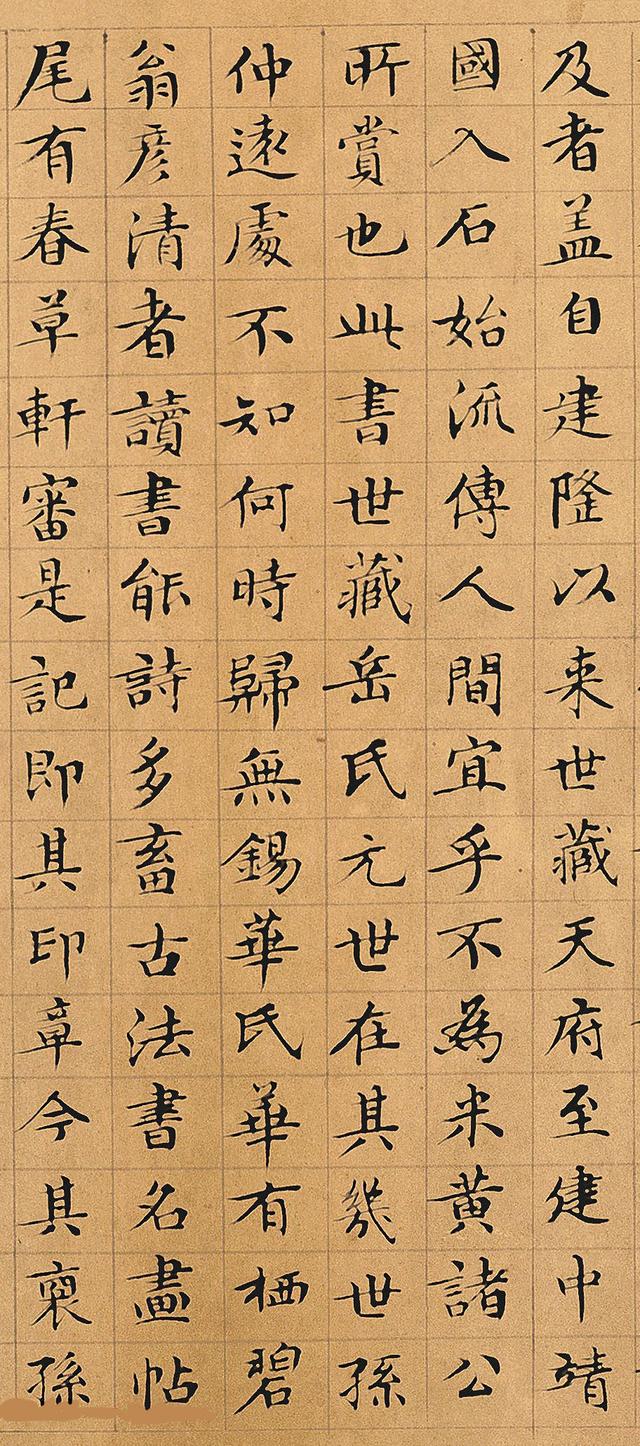 及者盖自建隆以来世藏天府至建中靖
國入石始流傳人間宜乎不為米黄諸公
所賞也此書世藏岳氏元世在其幾世孫
仲遠處不知何時歸無錫華氏華有栖碧
翁彦清者讀書能詩多畜古法書名畫帖
尾有春草軒審是記即其印章今其裔孫